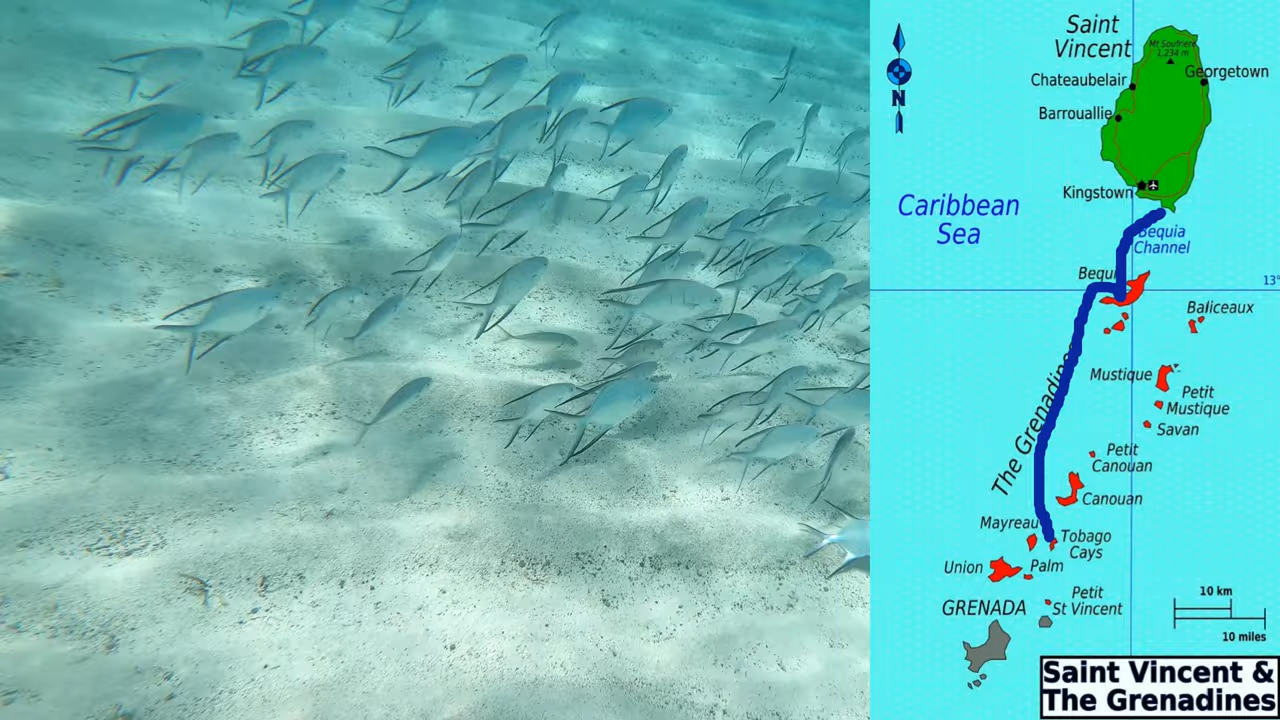 Saint
Vincent
Mt Soufrière
1,234 m
Georgetown
Chateaubelair
Barrouallie
N
Kingstown
Caribbean
Sea
Bequia
Channel
Bequ
13°
Baliceaux
Mustique
Petit
Mustique
Savan
The Grenadine
Petit
Canouan
Canouan
Mayreau
Tobago
Cays
Union
Palm
Petit
St Vincent
GRENADA
10 km
10 miles
Saint Vincent &
The Grenadines